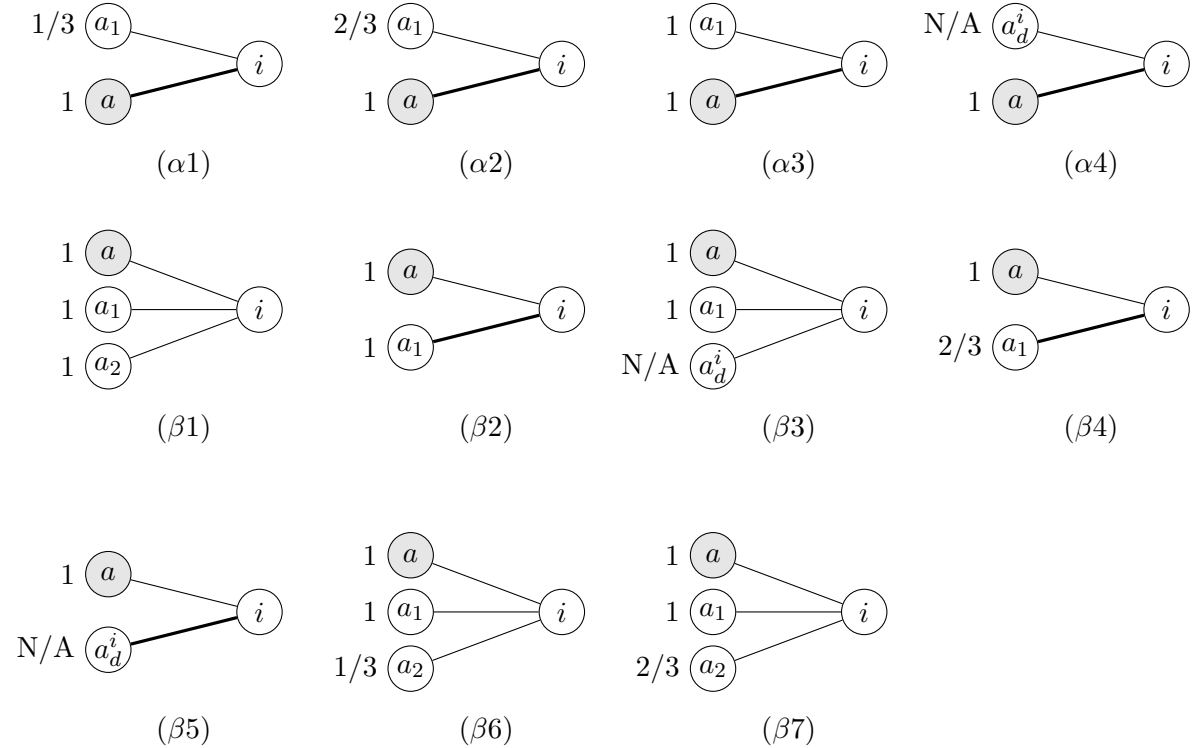 1/3 a₁ i 2/3 a₁ i 1 a₁ i N/A aᵢd i
1 a 1 a 1 a 1 a
(α1) (α2) (α3) (α4)
1 a 1 a 1 a 1 a
1 a₁ i i 1 a₁ i i
1 a₂ 1 a₁ N/A a_d^i 2/3 a₁
(β1) (β2) (β3) (β4)
1 a 1 a 1 a
i 1 a₁ i 1 a₁ i
N/A a_d^i 1/3 a₂ 2/3 a₂
(β5) (β6) (β7)